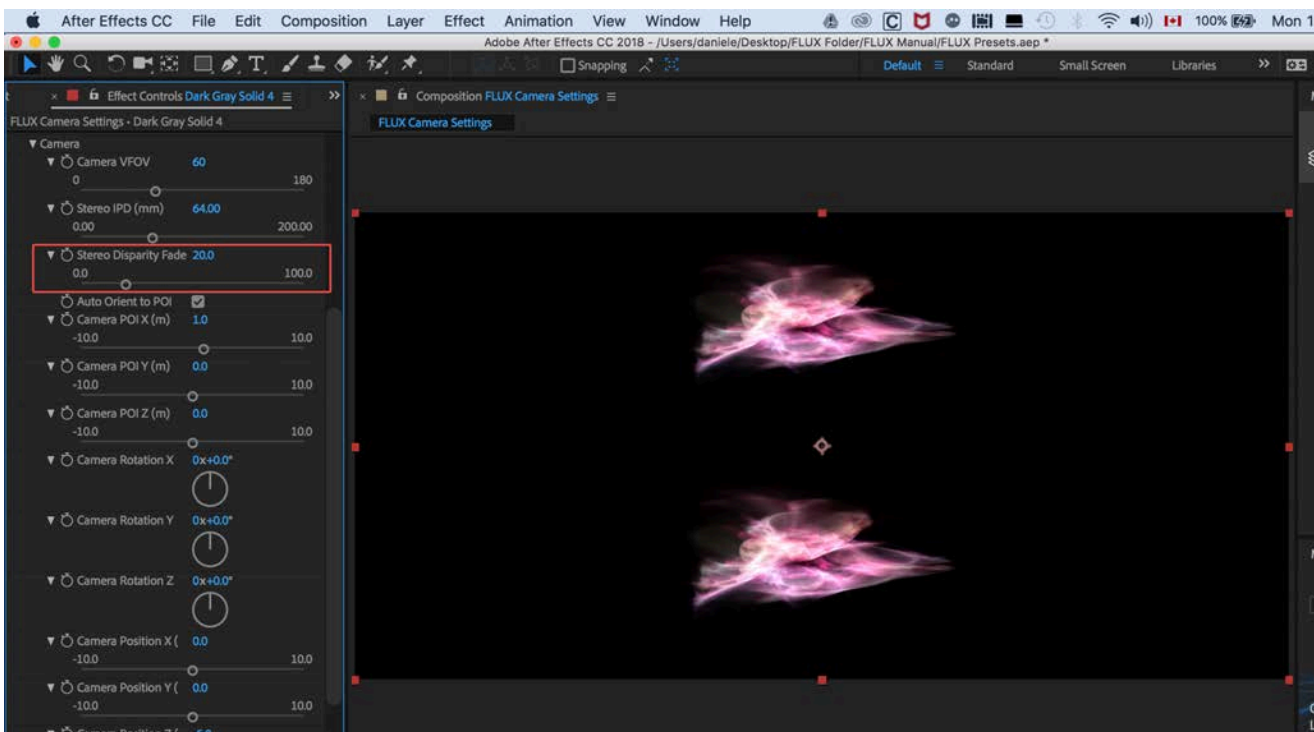 After Effects CC File Edit Composition Layer Effect Animation View Window Help 100% Mon 1
Adobe After Effects CC 2018 - /Users/daniele/Desktop/FLUX Folder/FLUX Manual/FLUX Presets.aep *
Snapping Default Standard Small Screen Libraries
Effect Controls Dark Gray Solid 4
Composition FLUX Camera Settings
FLUX Camera Settings • Dark Gray Solid 4
FLUX Camera Settings
Camera
Camera VFOV 60
0 180
Stereo IPD (mm) 64.00
0.00 200.00
Stereo Disparity Fade 20.0
0.0 100.0
Auto Orient to POI
Camera POI X (m) 1.0
-10.0 10.0
Camera POI Y (m) 0.0
-10.0 10.0
Camera POI Z (m) 0.0
-10.0 10.0
Camera Rotation X 0x+0.0°
Camera Rotation Y 0x+0.0°
Camera Rotation Z 0x+0.0°
Camera Position X ( 0.0
-10.0 10.0
Camera Position Y ( 0.0
-10.0 10.0